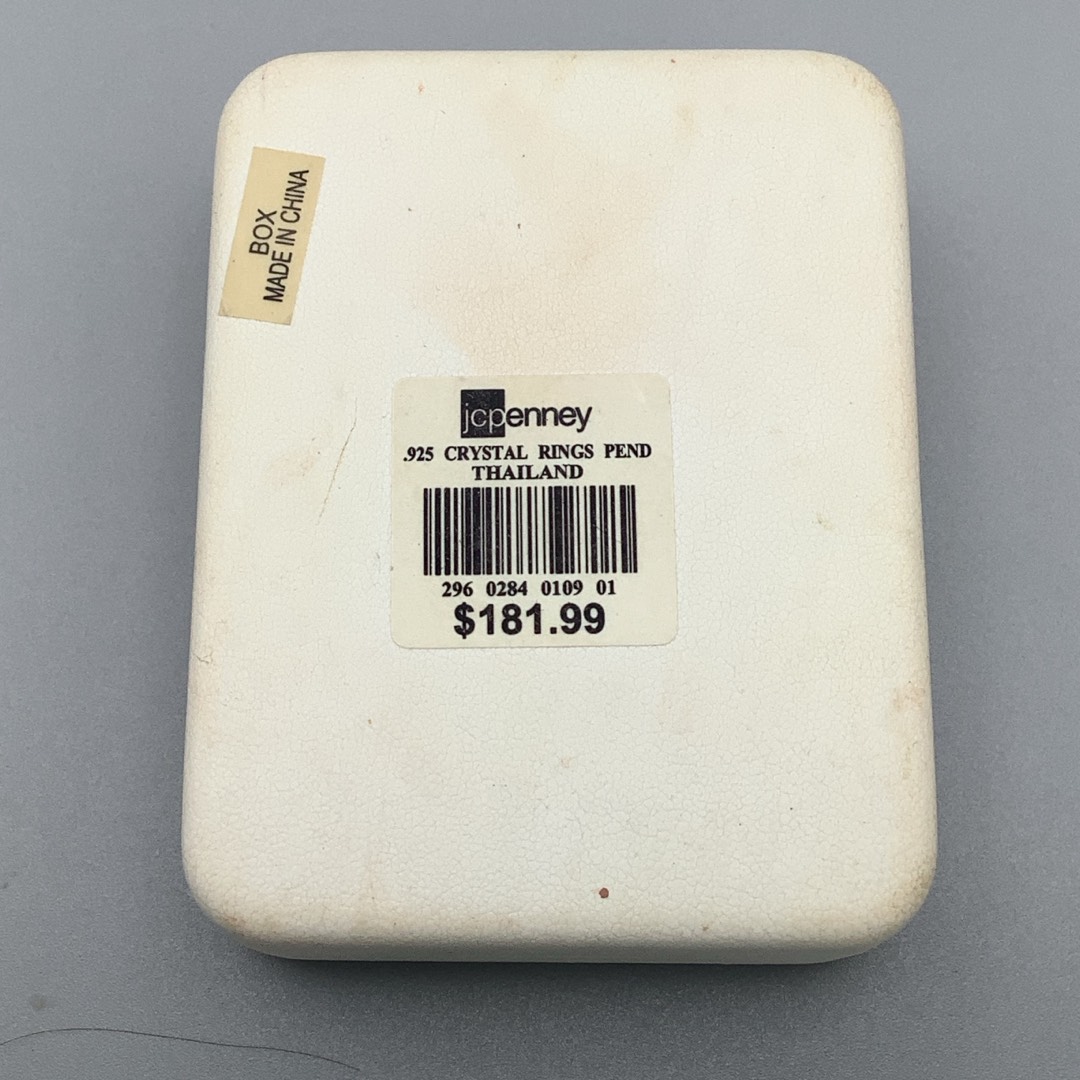 BOX
MADE IN CHINA
jcpenney
.925 CRYSTAL RINGS PEND
THAILAND
296 0284 0109 01
$181.99